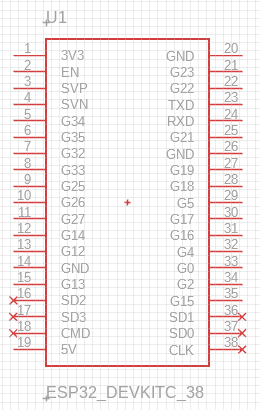 U1
1 3V3 GND 20
2 EN G23 21
3 SVP G22 22
4 SVN TXD 23
5 G34 RXD 24
6 G35 G21 25
7 G32 GND 26
8 G33 G19 27
9 G25 G18 28
10 G26 G5 29
11 G27 G17 30
12 G14 G16 31
13 G12 G4 32
14 GND G0 33
15 G13 G2 34
16 SD2 G15 35
17 SD3 SD1 36
18 CMD SD0 37
19 5V CLK 38
ESP32_DEVKITC_38